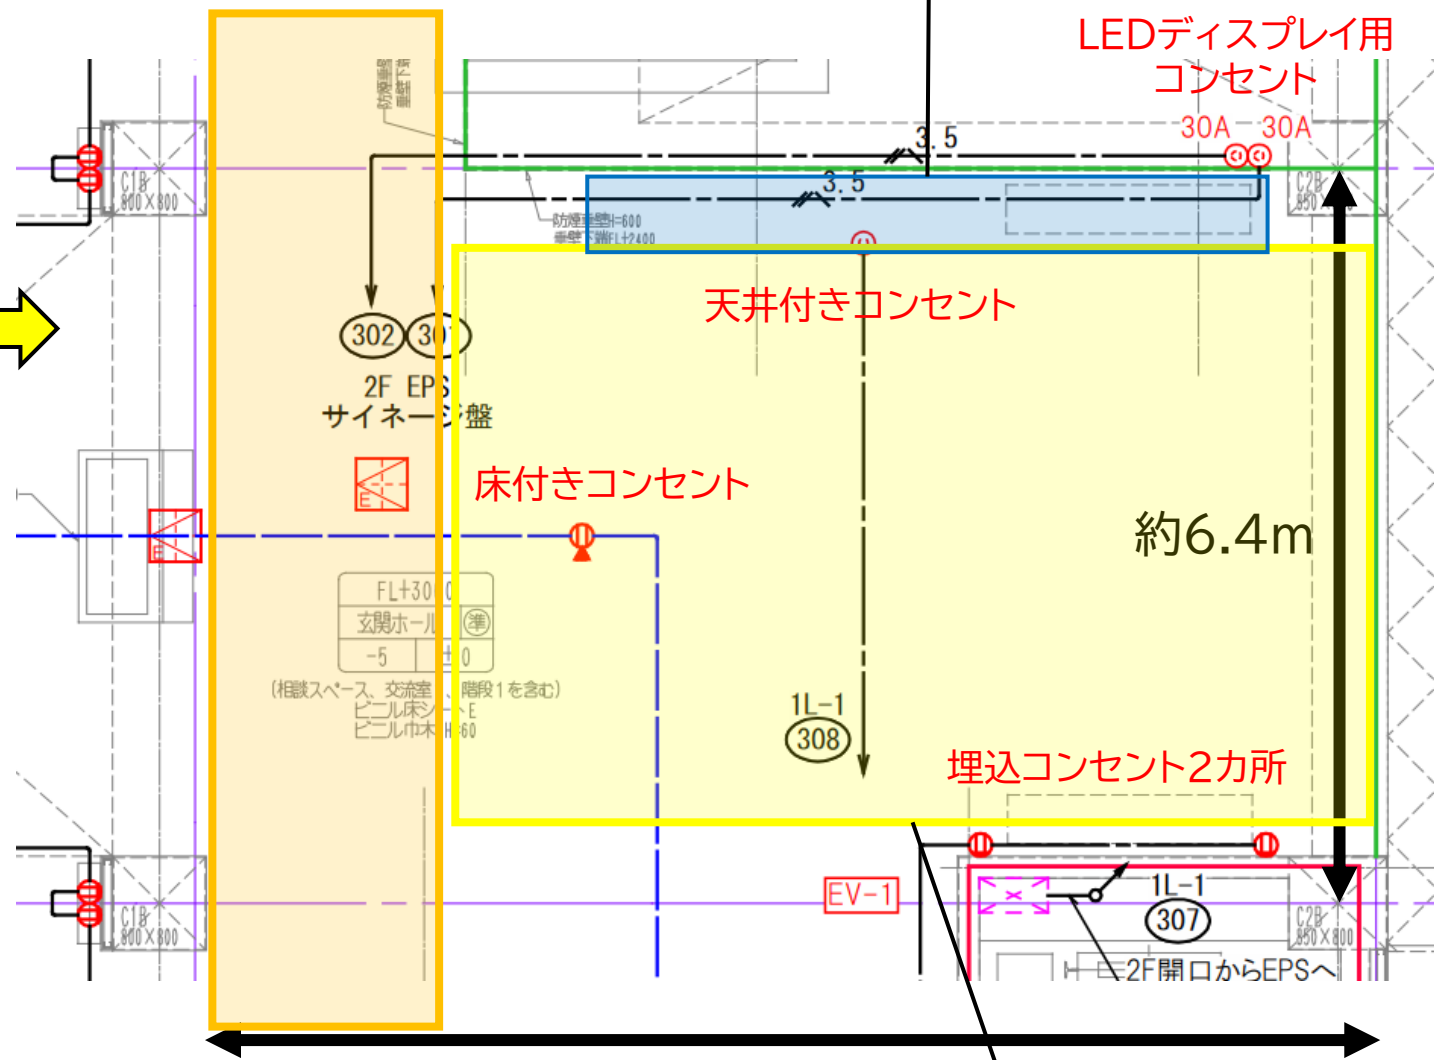 LEDディスプレイ用
コンセント
30A 30A
3.5
3.5
防煙垂壁H=600
垂壁下端FL+2400
C1B
800×800
C2B
天井付きコンセント
302
2F EPS
サイネージ盤
床付きコンセント
E
E
約6.4m
FL+3000
玄関ホール
準
-5
±0
(相談スペース、交流室、階段1を含む)
ビニル床シートE
ビニル巾木H=60
1L-1
308
埋込コンセント2カ所
EV-1
1L-1
307
C1B
800×800
C2B
850×800
2F開口からEPSへ